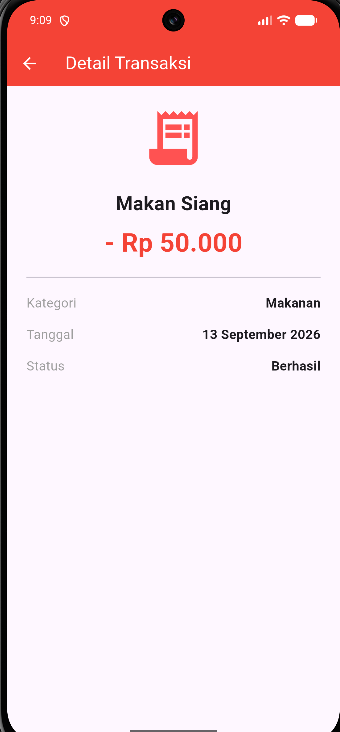 9:09
Detail Transaksi
Makan Siang
- Rp 50.000
Kategori Makanan
Tanggal 13 September 2026
Status Berhasil